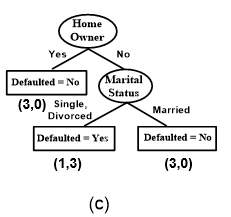 Home
Owner
Yes
No
Defaulted = No
Marital
Status
(3,0)
Single,
Divorced
Married
Defaulted = Yes
Defaulted = No
(1,3)
(3,0)
(c)